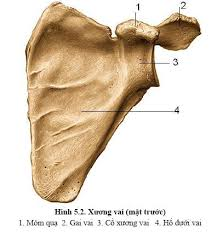 1
2
3
4
Hình 5.2. Xương vai (mặt trước)
1. Mỏm quạ 2. Gai vai 3. Cổ xương vai 4. Hố dưới vai